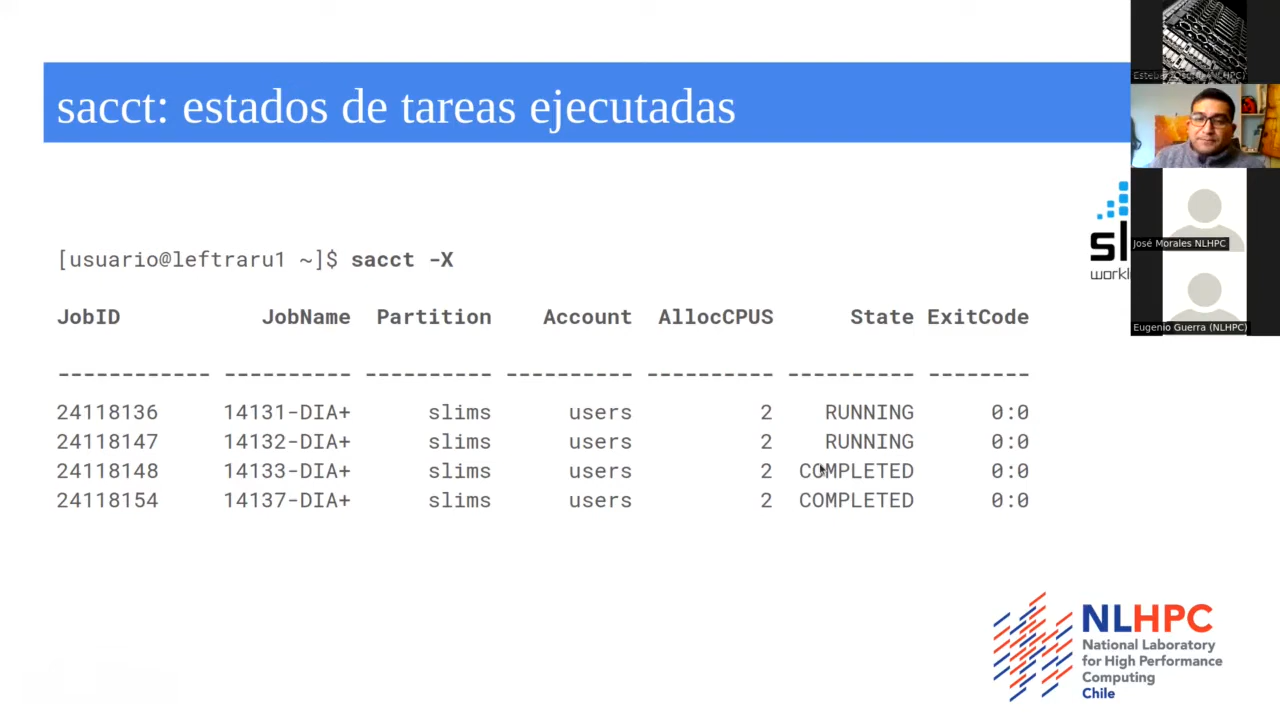 sacct: estados de tareas ejecutadas
[usuario@leftraru1 ~]$ sacct -X
JobID JobName Partition Account AllocCPUS State ExitCode
------------ ---------- ---------- ---------- ---------- ---------- --------
24118136 14131-DIA+ slims users 2 RUNNING 0:0
24118147 14132-DIA+ slims users 2 RUNNING 0:0
24118148 14133-DIA+ slims users 2 COMPLETED 0:0
24118154 14137-DIA+ slims users 2 COMPLETED 0:0
José Morales NLHPC
Eugenio Guerra (NLHPC)
NLHPC
National Laboratory
for High Performance
Computing
Chile